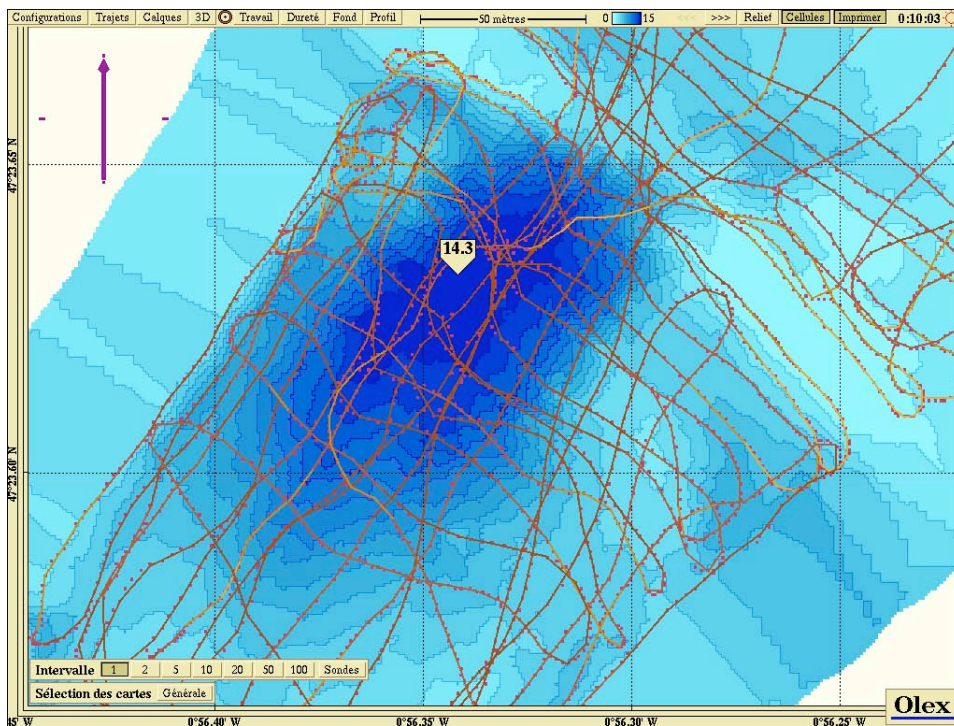 Configurations Trajets Calques 3D Travail Dureté Fond Profil 50 mètres 0 15 <<< >>> Relief Cellules Imprimer 0:10:03
47°23.65' N
14.3
47°23.60' N
Intervalle 1 2 5 10 20 50 100 Sondes
Sélection des cartes Générale
Olex
45' W 0°56.40' W 0°56.35' W 0°56.30' W 0°56.25' W